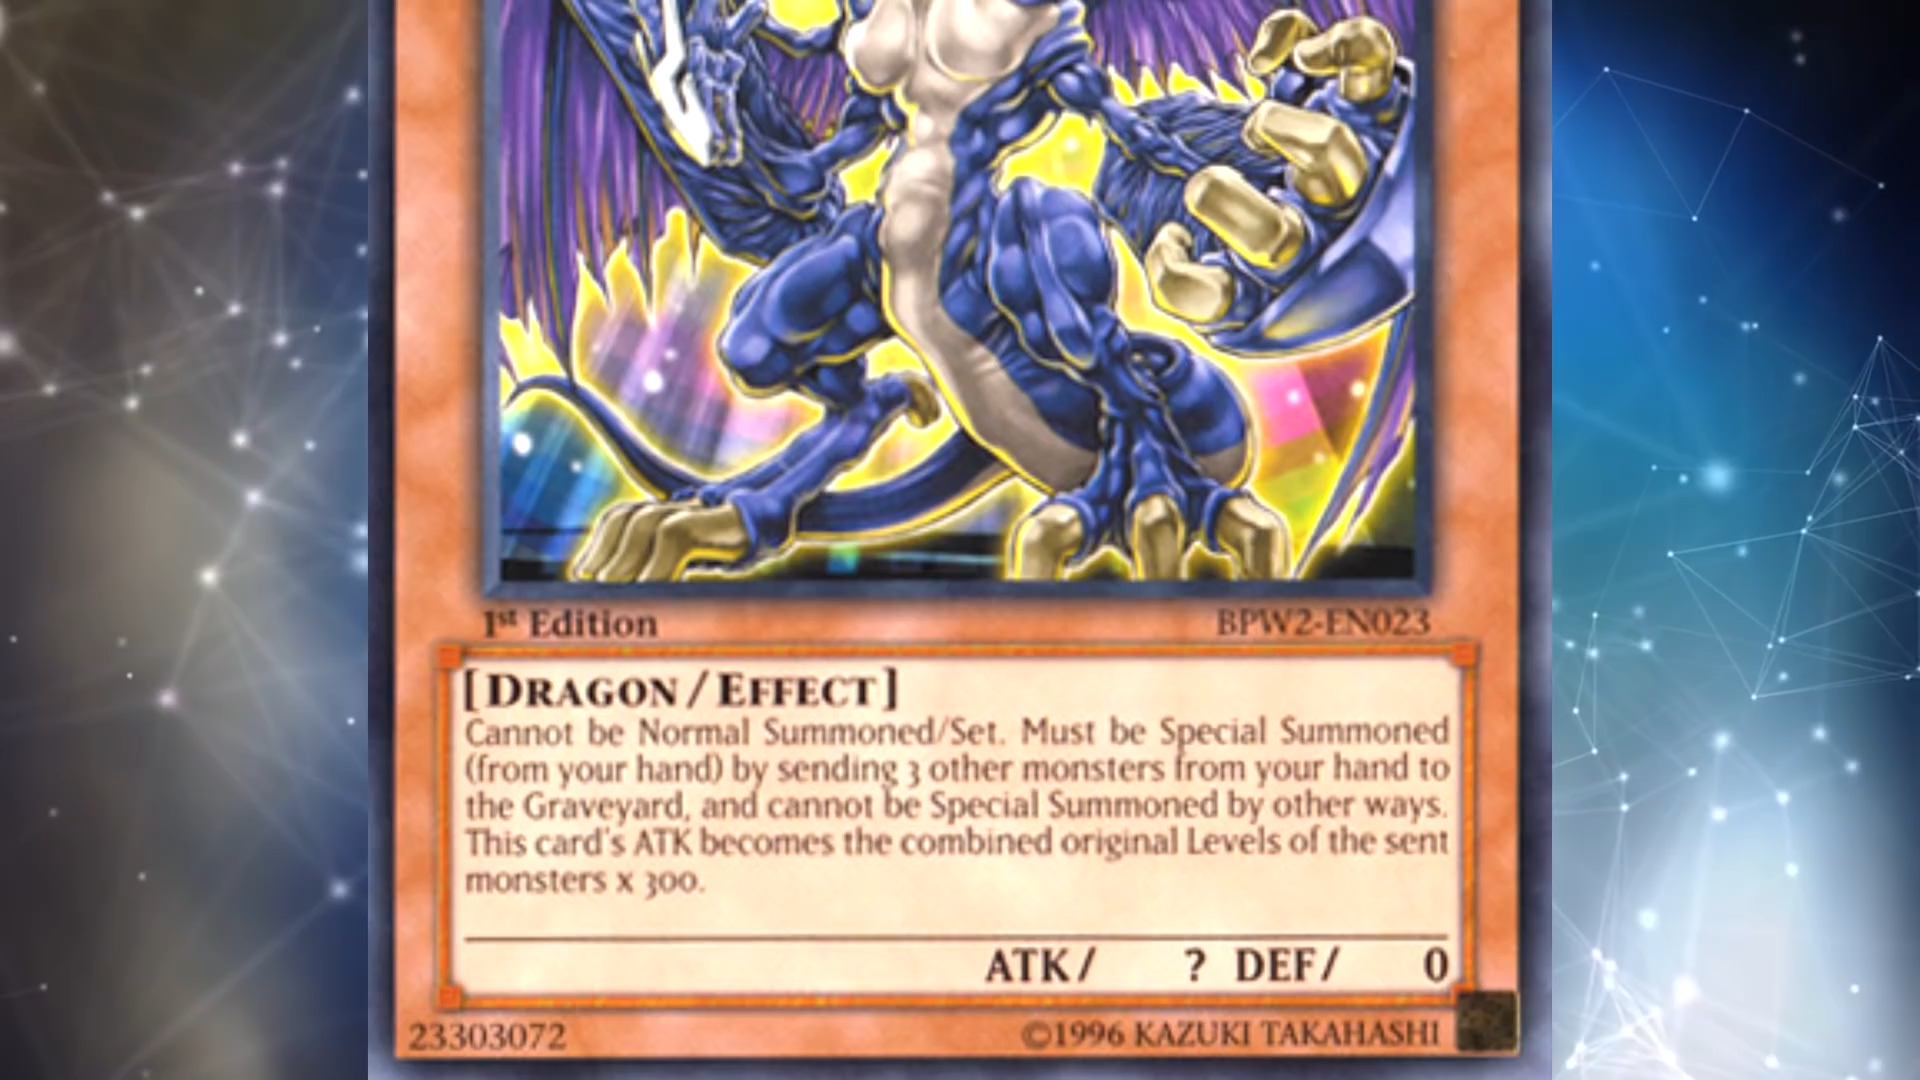 1st Edition BPW2-EN023
[DRAGON/EFFECT]
Cannot be Normal Summoned/Set. Must be Special Summoned
(from your hand) by sending 3 other monsters from your hand to
the Graveyard, and cannot be Special Summoned by other ways.
This card's ATK becomes the combined original Levels of the sent
monsters x 300.
ATK/ ? DEF/ 0
23303072 ©1996 KAZUKI TAKAHASHI